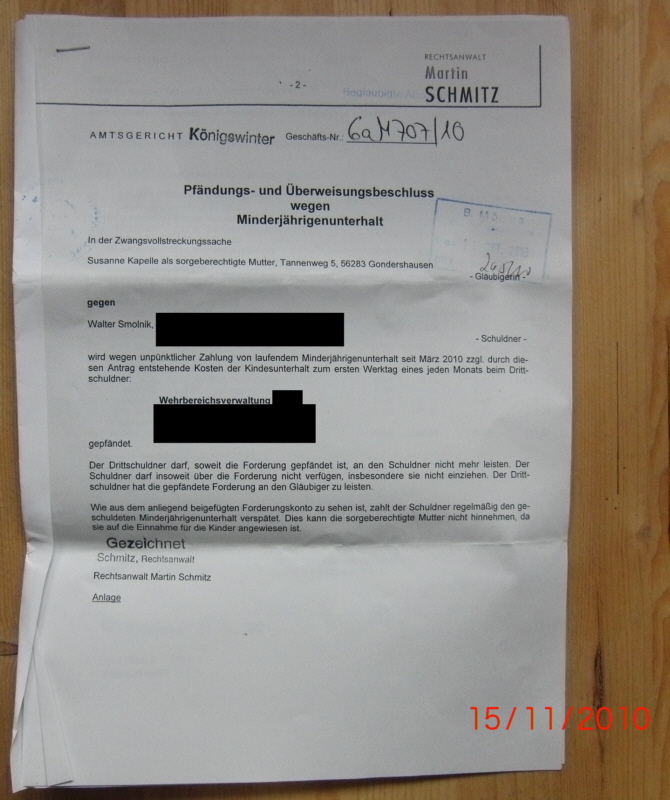 RECHTSANWALT
Martin
SCHMITZ
-2-
AMTSGERICHT Königswinter Geschäfts-Nr.: 6aM707/10
Pfändungs- und Überweisungsbeschluss
wegen
Minderjährigenunterhalt
In der Zwangsvollstreckungssache
Susanne Kapelle als sorgeberechtigte Mutter, Tannenweg 5, 56283 Gondershausen
- Gläubigerin -
gegen
Walter Smolnik,
- Schuldner -
wird wegen unpünktlicher Zahlung von laufendem Minderjährigenunterhalt seit März 2010 zzgl. durch die-
sen Antrag entstehende Kosten der Kindesunterhalt zum ersten Werktag eines jeden Monats beim Dritt-
schuldner:
Wehrbereichsverwaltung
gepfändet.
Der Drittschuldner darf, soweit die Forderung gepfändet ist, an den Schuldner nicht mehr leisten. Der
Schuldner darf insoweit über die Forderung nicht verfügen, insbesondere sie nicht einziehen. Der Dritt-
schuldner hat die gepfändete Forderung an den Gläubiger zu leisten.
Wie aus dem anliegend beigefügten Forderungskonto zu sehen ist, zahlt der Schuldner regelmäßig den ge-
schuldeten Minderjährigenunterhalt verspätet. Dies kann die sorgeberechtigte Mutter nicht hinnehmen, da
sie auf die Einnahme für die Kinder angewiesen ist.
Gezeichnet
Schmitz, Rechtsanwalt
Rechtsanwalt Martin Schmitz
Anlage
15/11/2010